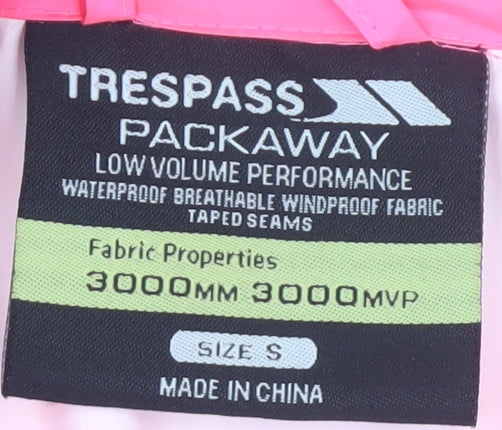 TRESPASS
PACKAWAY
LOW VOLUME PERFORMANCE
WATERPROOF BREATHABLE WINDPROOF FABRIC
TAPED SEAMS
Fabric Properties
3000MM 3000MVP
SIZE S
MADE IN CHINA